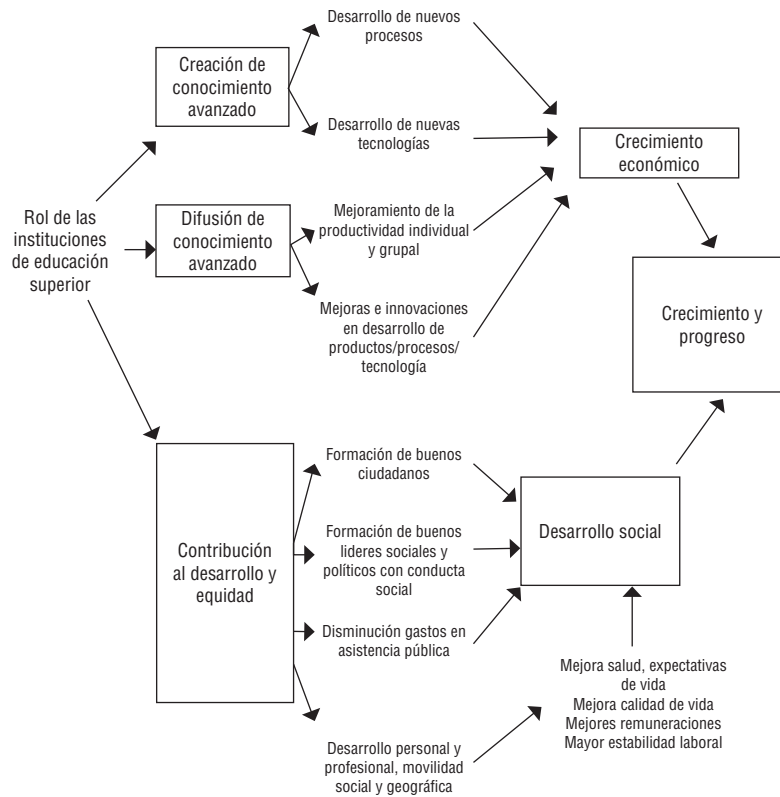 Desarrollo de nuevos
procesos
Creación de
conocimiento
avanzado
Desarrollo de nuevas
tecnologías
Crecimiento
económico
Rol de las
instituciones
de educación
superior
Difusión de
conocimiento
avanzado
Mejoramiento de la
productividad individual
y grupal
Mejoras e innovaciones
en desarrollo de
productos/procesos/
tecnología
Crecimiento y
progreso
Contribución
al desarrollo y
equidad
Formación de buenos
ciudadanos
Formación de buenos
lideres sociales y
políticos con conducta
social
Disminución gastos en
asistencia pública
Desarrollo personal y
profesional, movilidad
social y geográfica
Desarrollo social
Mejora salud, expectativas
de vida
Mejora calidad de vida
Mejores remuneraciones
Mayor estabilidad laboral